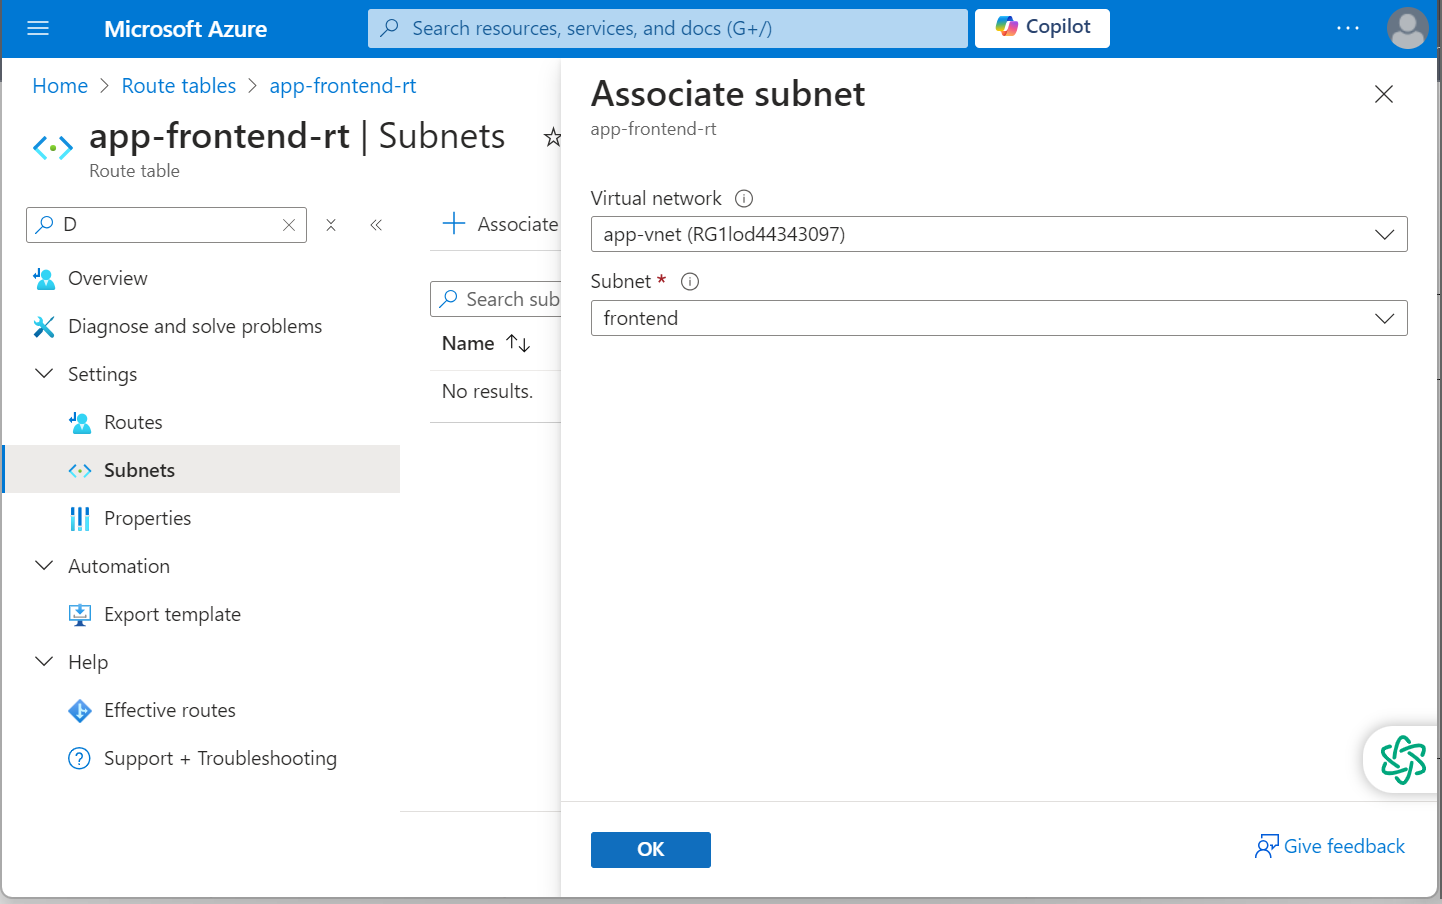 Microsoft Azure
Search resources, services, and docs (G+/)
Copilot
Home > Route tables > app-frontend-rt
app-frontend-rt | Subnets
Route table
D
Overview
Diagnose and solve problems
Settings
Routes
Subnets
Properties
Automation
Export template
Help
Effective routes
Support + Troubleshooting
Associate
Search sub
Name
No results.
Associate subnet
app-frontend-rt
Virtual network
app-vnet (RG1lod44343097)
Subnet *
frontend
OK
Give feedback